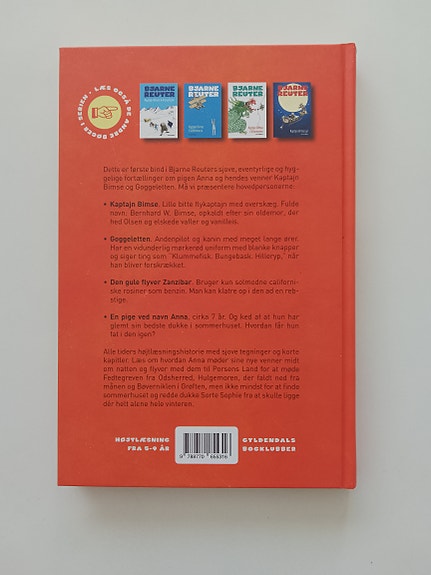 LÆS OGSÅ DE ANDRE BØGER I SERIEN
BJARNE
REUTER
BJARNE
REUTER
BJARNE
REUTER
BJARNE
REUTER
Dette er første bind i Bjarne Reuters sjove, eventyrlige og hyg-
gelige fortællinger om pigen Anna og hendes venner Kaptajn
Bimse og Goggeletten. Må vi præsentere hovedpersonerne:
• Kaptajn Bimse. Lille bitte flykaptajn med overskæg. Fulde
navn: Bernhard W. Bimse, opkaldt efter sin oldemor, der
hed Olsen og elskede vafler og vanilleis.
• Goggeletten. Andenpilot og kanin med meget lange ører.
Har en vidunderlig mørkerød uniform med blanke knapper
og siger ting som "Klummefisk, Bungebask, Hilleryp," når
han bliver forskrækket.
• Den gule flyver Zanzibar. Bruger kun solmodne californi-
ske rosiner som benzin. Man kan klatre op i den ad en reb-
stige.
• En pige ved navn Anna, cirka 7 år. Og ked af at hun har
glemt sin bedste dukke i sommerhuset. Hvordan får hun
fat i den igen?
Alle tiders højtlæsningshistorie med sjove tegninger og korte
kapitler. Læs om hvordan Anna møder sine nye venner midt
om natten og flyver med dem til Persens Land for at møde
Fedtegreven fra Odsherred, Hulgemoren, der faldt ned fra
månen og Bøverniklen i Grøften, men ikke mindst for at finde
sommerhuset og redde dukke Sorte Sophie fra at skulle ligge
dér helt alene hele vinteren.
HØJTLÆSNING
FRA 5-9 ÅR
GYLDENDALS
BOGKLUBBER